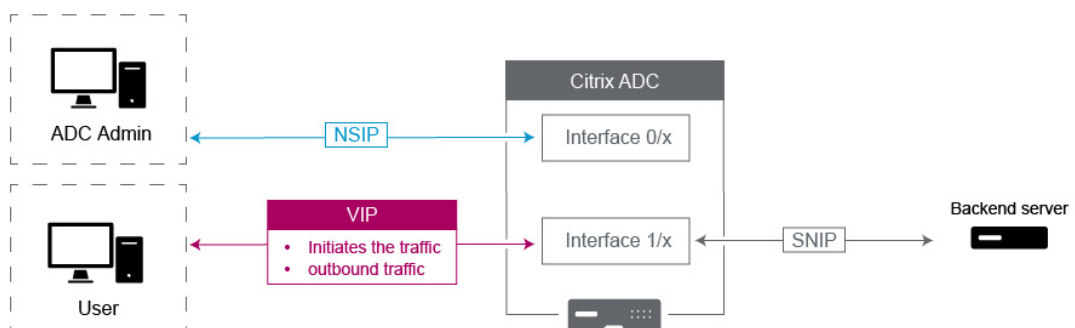 Citrix ADC
ADC Admin
NSIP
Interface 0/x
VIP
• Initiates the traffic
• outbound traffic
Interface 1/x
SNIP
Backend server
User